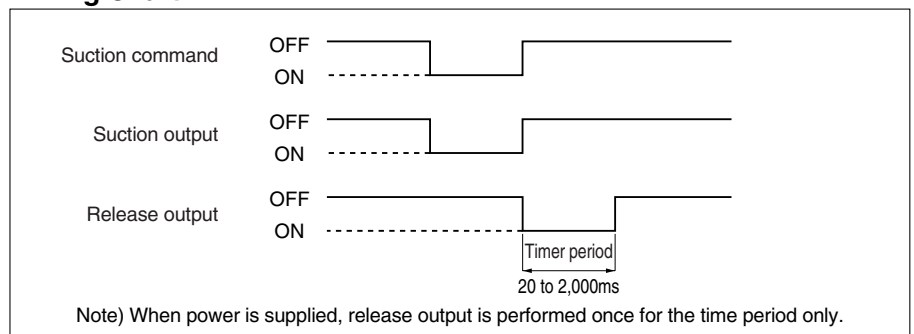 Suction command
OFF
ON
Suction output
OFF
ON
Release output
OFF
ON
Timer period
20 to 2,000ms
Note) When power is supplied, release output is performed once for the time period only.